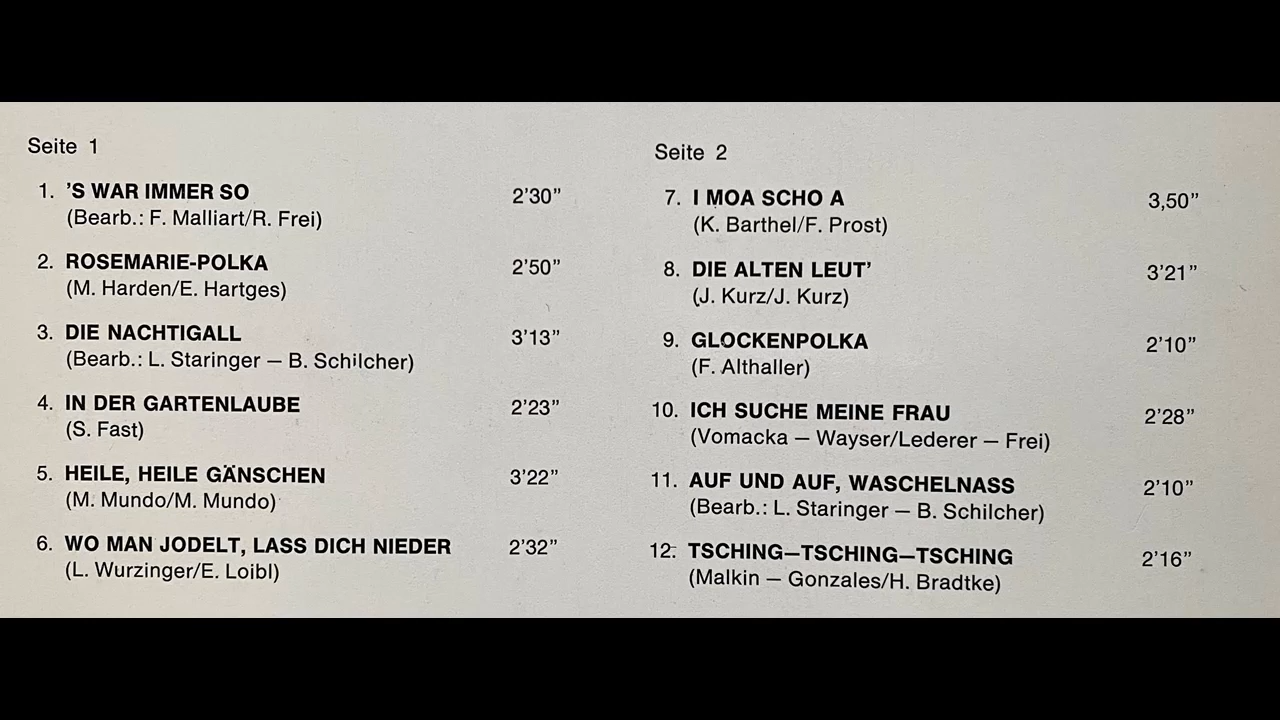 Seite 1
1. ’S WAR IMMER SO 2’30”
(Bearb.: F. Malliart/R. Frei)
2. ROSEMARIE-POLKA 2’50”
(M. Harden/E. Hartges)
3. DIE NACHTIGALL 3’13”
(Bearb.: L. Staringer – B. Schilcher)
4. IN DER GARTENLAUBE 2’23”
(S. Fast)
5. HEILE, HEILE GÄNSCHEN 3’22”
(M. Mundo/M. Mundo)
6. WO MAN JODELT, LASS DICH NIEDER 2’32”
(L. Wurzinger/E. Loibl)
Seite 2
7. I MOA SCHO A 3,50”
(K. Barthel/F. Prost)
8. DIE ALTEN LEUT’ 3’21”
(J. Kurz/J. Kurz)
9. GLOCKENPOLKA 2’10”
(F. Althaller)
10. ICH SUCHE MEINE FRAU 2’28”
(Vomacka – Wayser/Lederer – Frei)
11. AUF UND AUF, WASCHELNASS 2’10”
(Bearb.: L. Staringer – B. Schilcher)
12. TSCHING–TSCHING–TSCHING 2’16”
(Malkin – Gonzales/H. Bradtke)